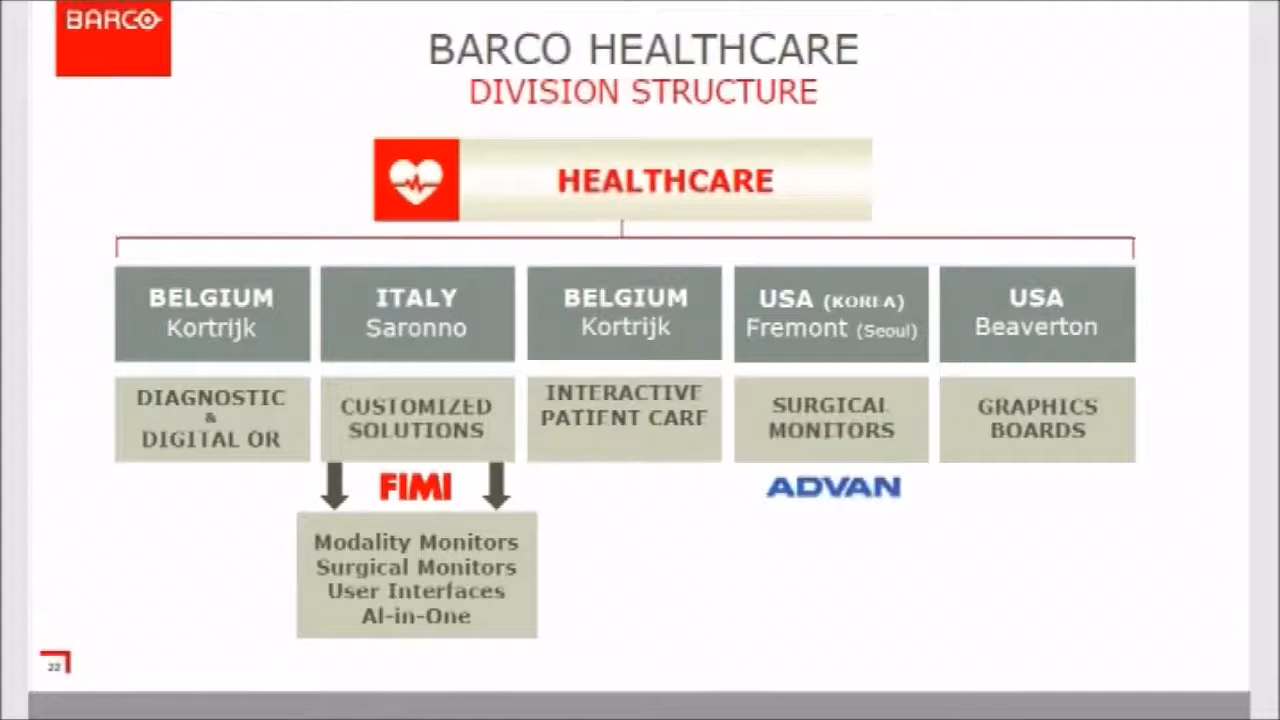 BARCO
BARCO HEALTHCARE
DIVISION STRUCTURE
HEALTHCARE
BELGIUM
Kortrijk
ITALY
Saronno
BELGIUM
Kortrijk
USA (KOREA)
Fremont (Seoul)
USA
Beaverton
DIAGNOSTIC
&
DIGITAL OR
CUSTOMIZED
SOLUTIONS
INTERACTIVE
PATIENT CARE
SURGICAL
MONITORS
GRAPHICS
BOARDS
FIMI
ADVAN
Modality Monitors
Surgical Monitors
User Interfaces
Al-in-One
22